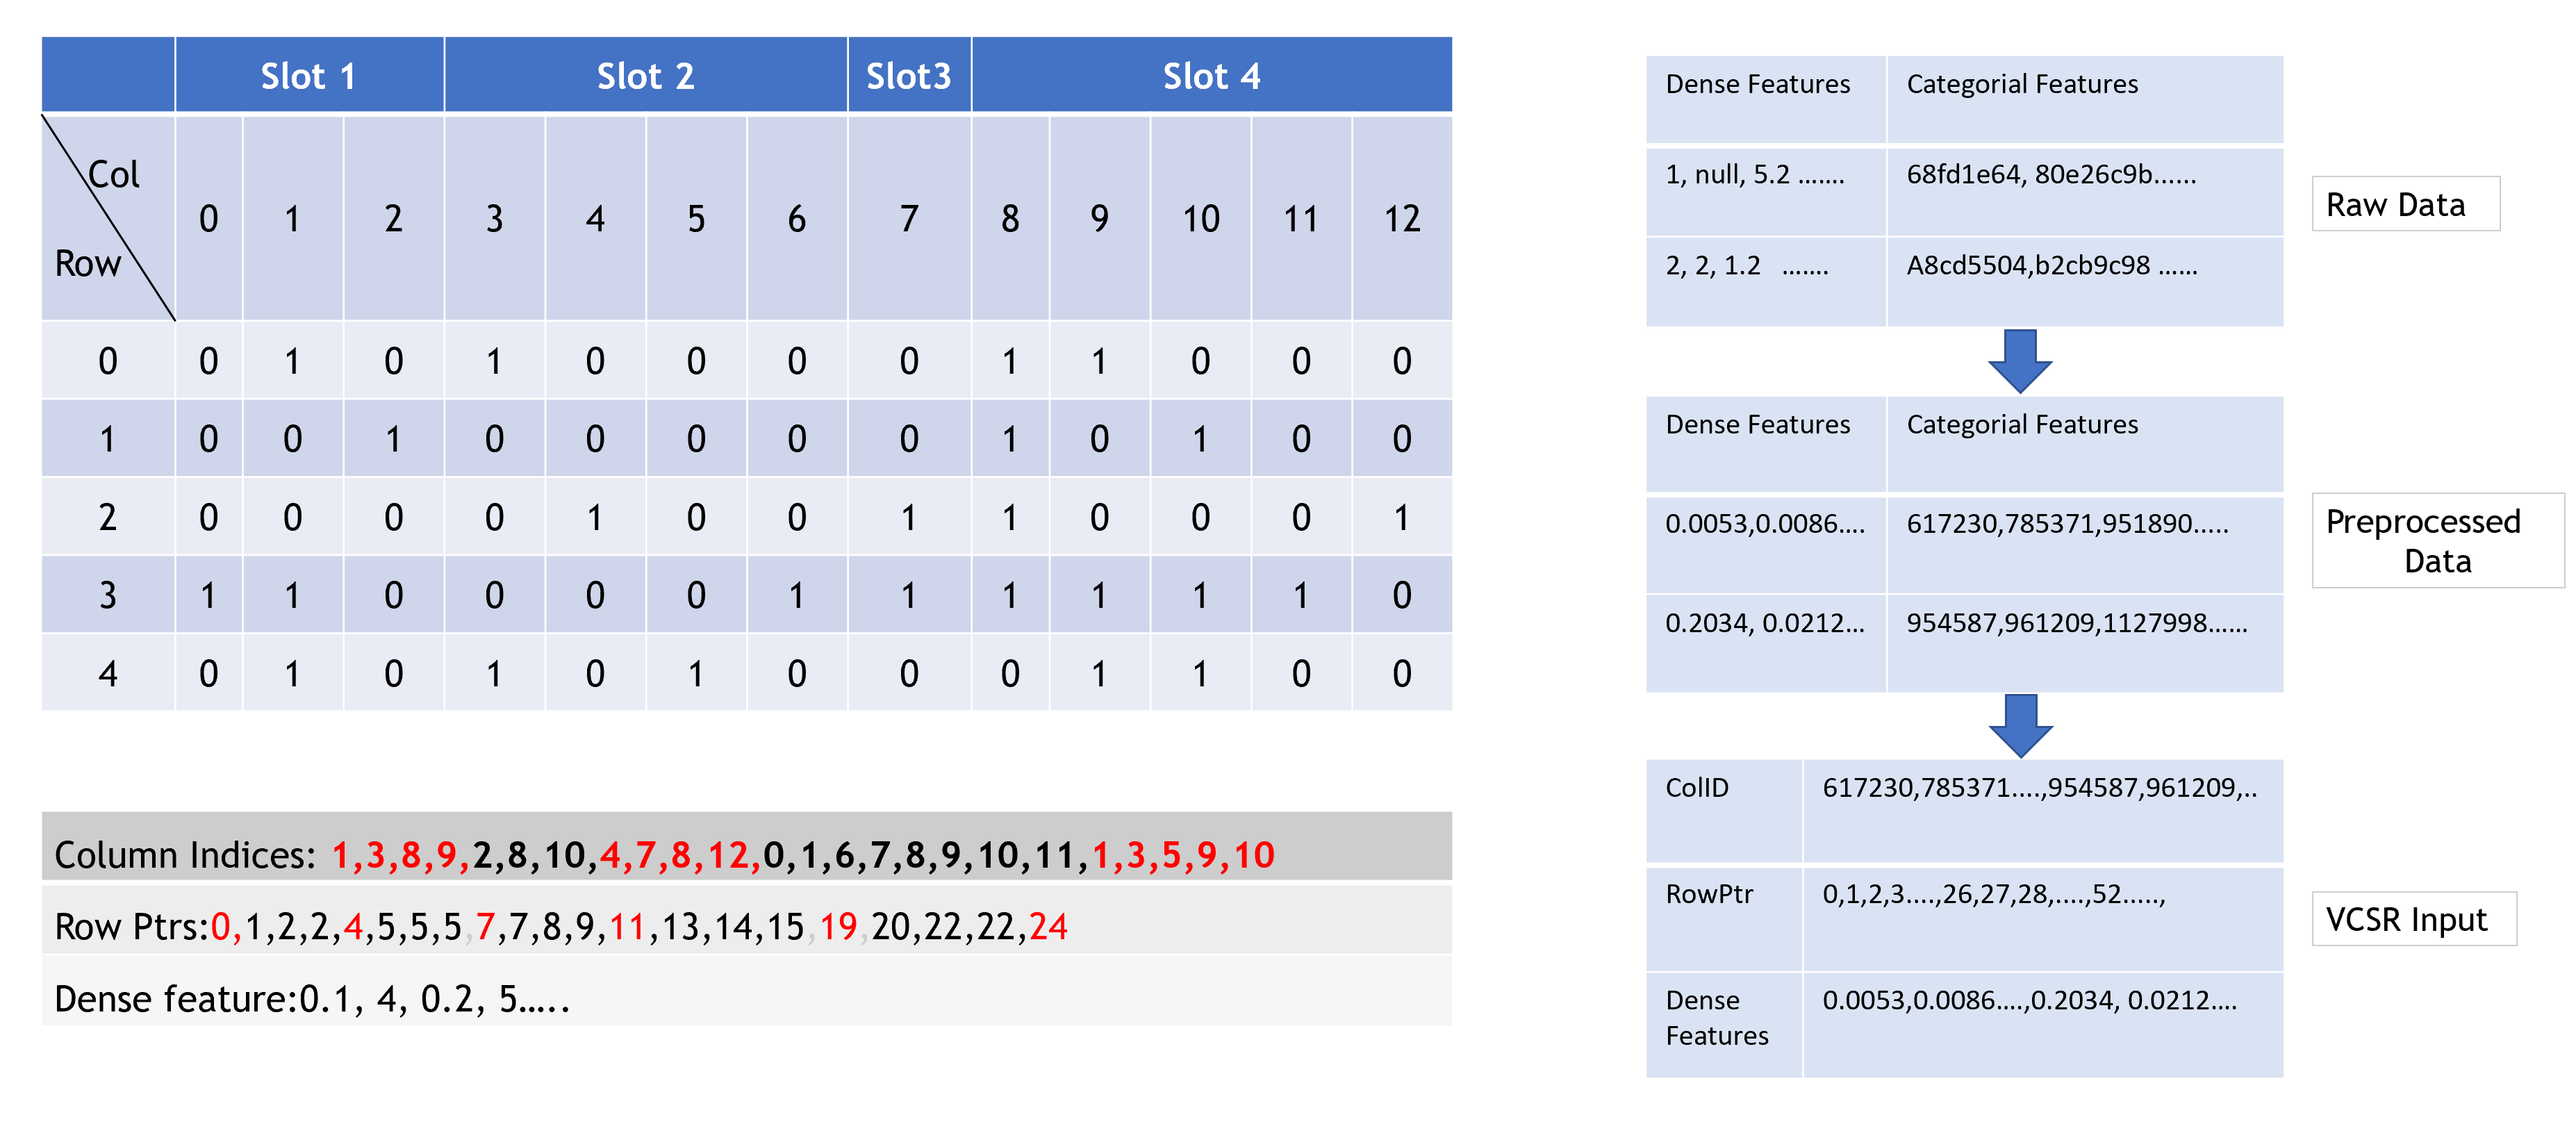 Slot 1 Slot 2 Slot3 Slot 4
Col
Row
0 1 2 3 4 5 6 7 8 9 10 11 12
0 0 1 0 1 0 0 0 0 1 1 0 0 0
1 0 0 1 0 0 0 0 0 1 0 1 0 0
2 0 0 0 0 1 0 0 1 1 0 0 0 1
3 1 1 0 0 0 0 1 1 1 1 1 1 0
4 0 1 0 1 0 1 0 0 0 1 1 0 0
Column Indices: 1,3,8,9,2,8,10,4,7,8,12,0,1,6,7,8,9,10,11,1,3,5,9,10
Row Ptrs:0,1,2,2,4,5,5,5,7,7,8,9,11,13,14,15,19,20,22,22,24
Dense feature:0.1, 4, 0.2, 5.....
Dense Features Categorial Features
1, null, 5.2 ....... 68fd1e64, 80e26c9b......
2, 2, 1.2 ....... A8cd5504,b2cb9c98 ......
Raw Data
Dense Features Categorial Features
0.0053,0.0086.... 617230,785371,951890.....
0.2034, 0.0212... 954587,961209,1127998......
Preprocessed
Data
ColID 617230,785371....,954587,961209,..
RowPtr 0,1,2,3....,26,27,28,....,52.....,
Dense
Features
0.0053,0.0086....,0.2034, 0.0212....
VCSR Input